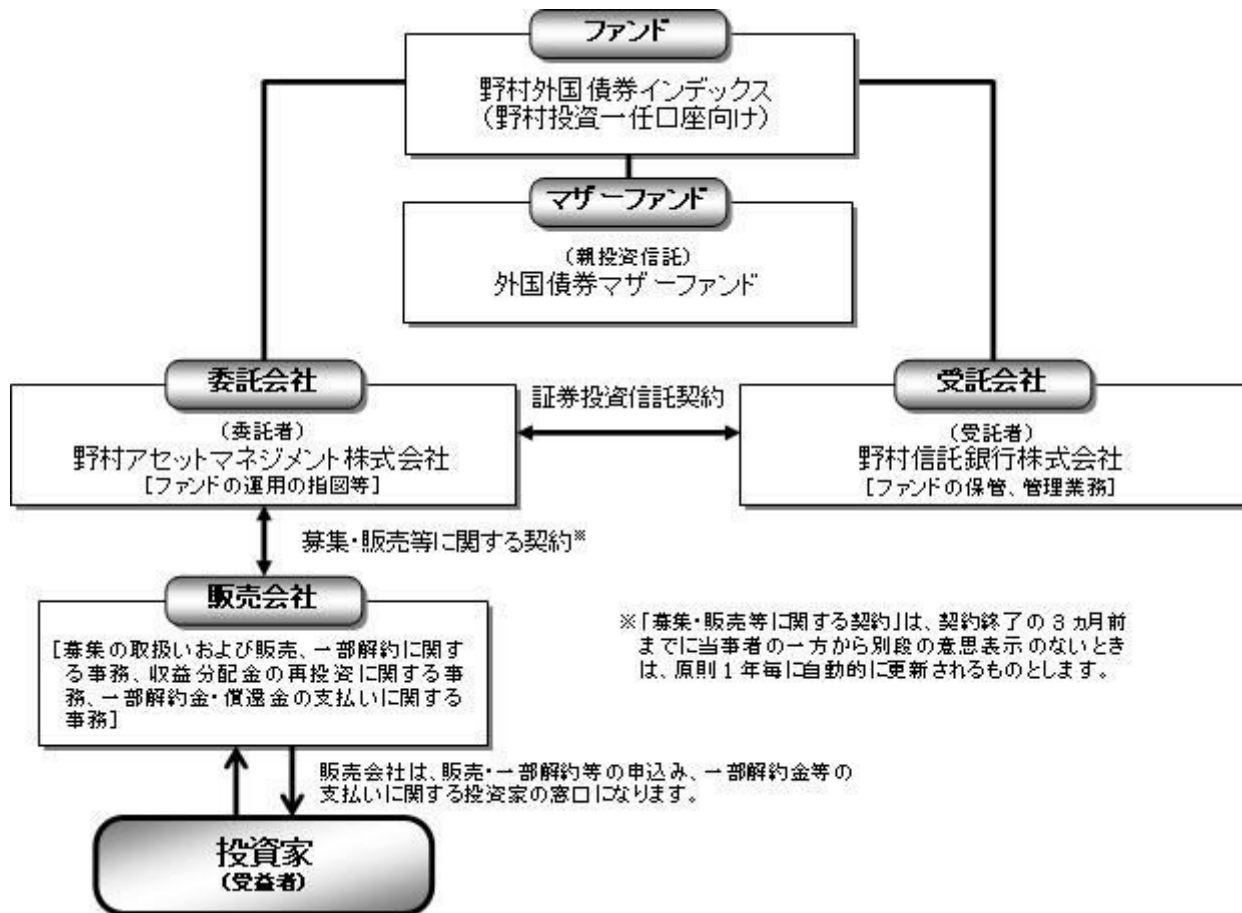 ファンド
野村外国債券インデックス
（野村投資一任口座向け）
マザーファンド
（親投資信託）
外国債券マザーファンド
委託会社
（委託者）
野村アセットマネジメント株式会社
［ファンドの運用の指図等］
証券投資信託契約
受託会社
（受託者）
野村信託銀行株式会社
［ファンドの保管、管理業務］
募集・販売等に関する契約※
販売会社
［募集の取扱いおよび販売、一部解約に関す
る事務、収益分配金の再投資に関する事
務、一部解約金・償還金の支払いに関する
事務］
※「募集・販売等に関する契約」は、契約終了の３ヵ月前
までに当事者の一方から別段の意思表示のないとき
は、原則１年毎に自動的に更新されるものとします。
販売会社は、販売・一部解約等の申込み、一部解約金等の
支払いに関する投資家の窓口になります。
投資家
（受益者）